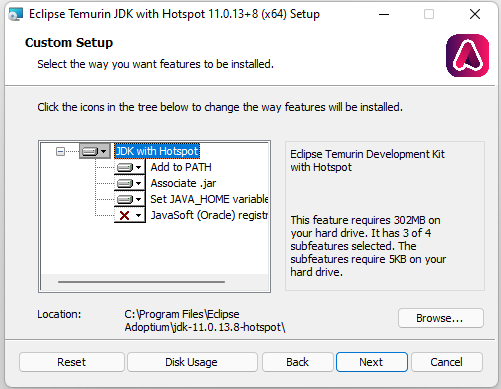 Eclipse Temurin JDK with Hotspot 11.0.13+8 (x64) Setup
Custom Setup
Select the way you want features to be installed.
Click the icons in the tree below to change the way features will be installed.
JDK with Hotspot
Add to PATH
Associate .jar
Set JAVA_HOME variable
JavaSoft (Oracle) registr
Eclipse Temurin Development Kit
with Hotspot
This feature requires 302MB on
your hard drive. It has 3 of 4
subfeatures selected. The
subfeatures require 5KB on your
hard drive.
Location:
C:\Program Files\Eclipse
Adoptium\jdk-11.0.13.8-hotspot\
Browse...
Reset
Disk Usage
Back
Next
Cancel